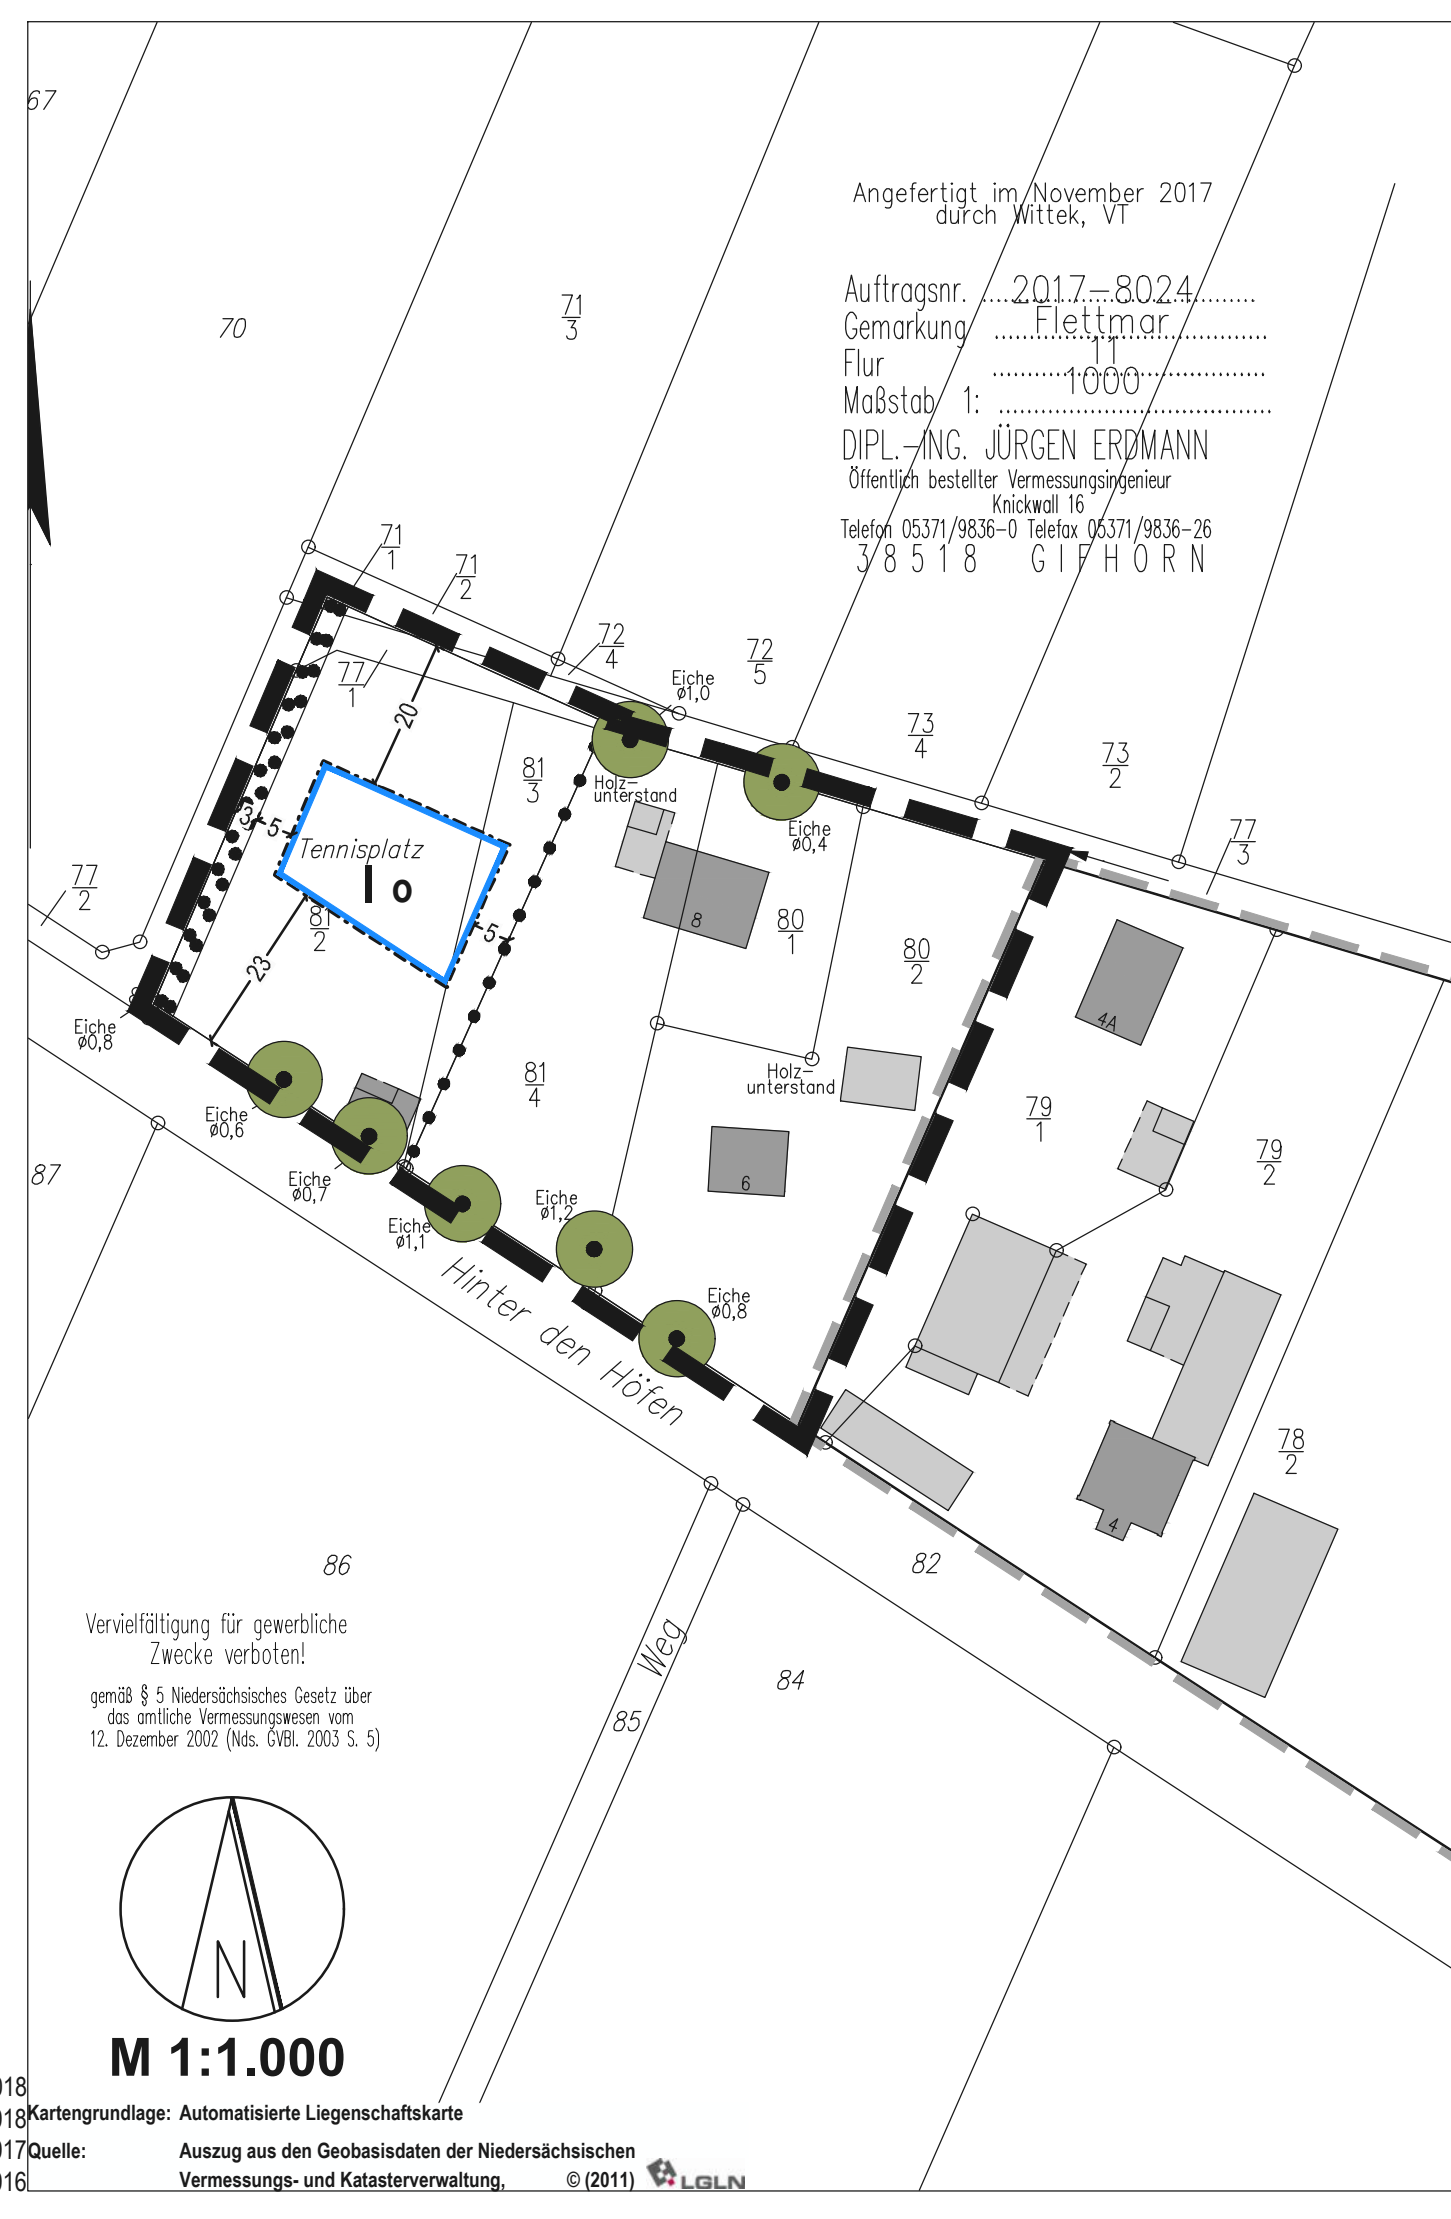 67
Angefertigt im November 2017
durch Wittek, VT
Auftragsnr. 2017-8024
Gemarkung Flettmar
Flur 11
Maßstab 1: 1000
DIPL.-ING. JÜRGEN ERDMANN
Öffentlich bestellter Vermessungsingenieur
Knickwall 16
Telefon 05371/9836-0 Telefax 05371/9836-26
38518 GIFHORN
70
71
3
71
1
71
2
72
4
72
5
Eiche
ø1,0
73
4
73
2
77
1
20
81
3
Holz-
unterstand
Eiche
ø0,4
77
3
3
5
Tennisplatz
I o
77
2
81
2
8
80
1
5
80
2
23
4A
Eiche
ø0,8
Holz-
unterstand
81
4
79
1
Eiche
ø0,6
79
2
87
Eiche
ø0,7
6
Eiche
ø1,2
Eiche
ø1,1
Hinter den Höfen
Eiche
ø0,8
78
2
4
86
82
Vervielfältigung für gewerbliche
Zwecke verboten!
Weg
84
gemäß § 5 Niedersächsisches Gesetz über
das amtliche Vermessungswesen vom
12. Dezember 2002 (Nds. GVBl. 2003 S. 5)
85
N
M 1:1.000
018
018
Kartengrundlage: Automatisierte Liegenschaftskarte
017
Quelle: Auszug aus den Geobasisdaten der Niedersächsischen
016
Vermessungs- und Katasterverwaltung, © (2011) LGLN